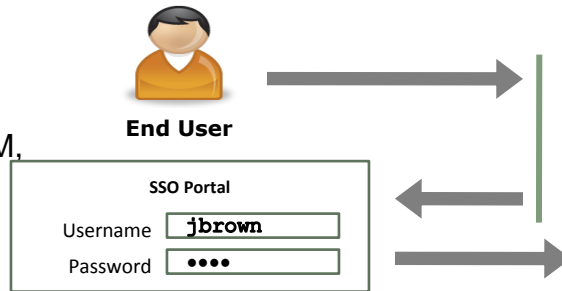 End User
M,
SSO Portal
Username jbrown
Password ••••